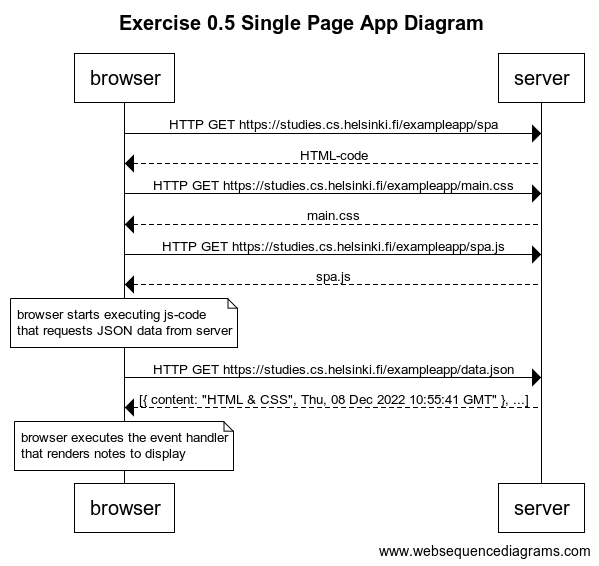 Exercise 0.5 Single Page App Diagram
browser
server
HTTP GET https://studies.cs.helsinki.fi/exampleapp/spa
HTML-code
HTTP GET https://studies.cs.helsinki.fi/exampleapp/main.css
main.css
HTTP GET https://studies.cs.helsinki.fi/exampleapp/spa.js
spa.js
browser starts executing js-code
that requests JSON data from server
HTTP GET https://studies.cs.helsinki.fi/exampleapp/data.json
[{ content: "HTML & CSS", Thu, 08 Dec 2022 10:55:41 GMT" }, ...]
browser executes the event handler
that renders notes to display
browser
server
www.websequencediagrams.com